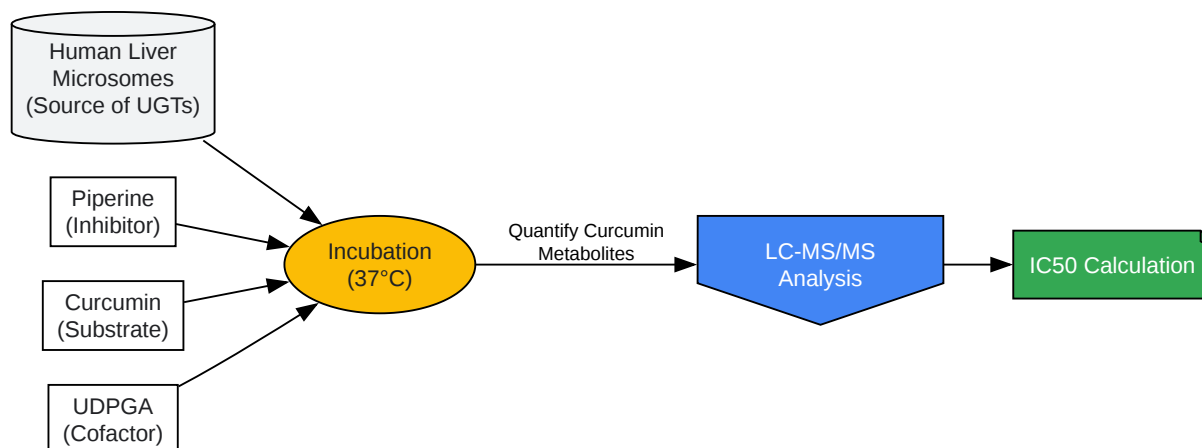 Human Liver
Microsomes
(Source of UGTs)
Piperine
(Inhibitor)
Curcumin
(Substrate)
UDPGA
(Cofactor)
Incubation
(37°C)
Quantify Curcumin
Metabolites
LC-MS/MS
Analysis
IC50 Calculation